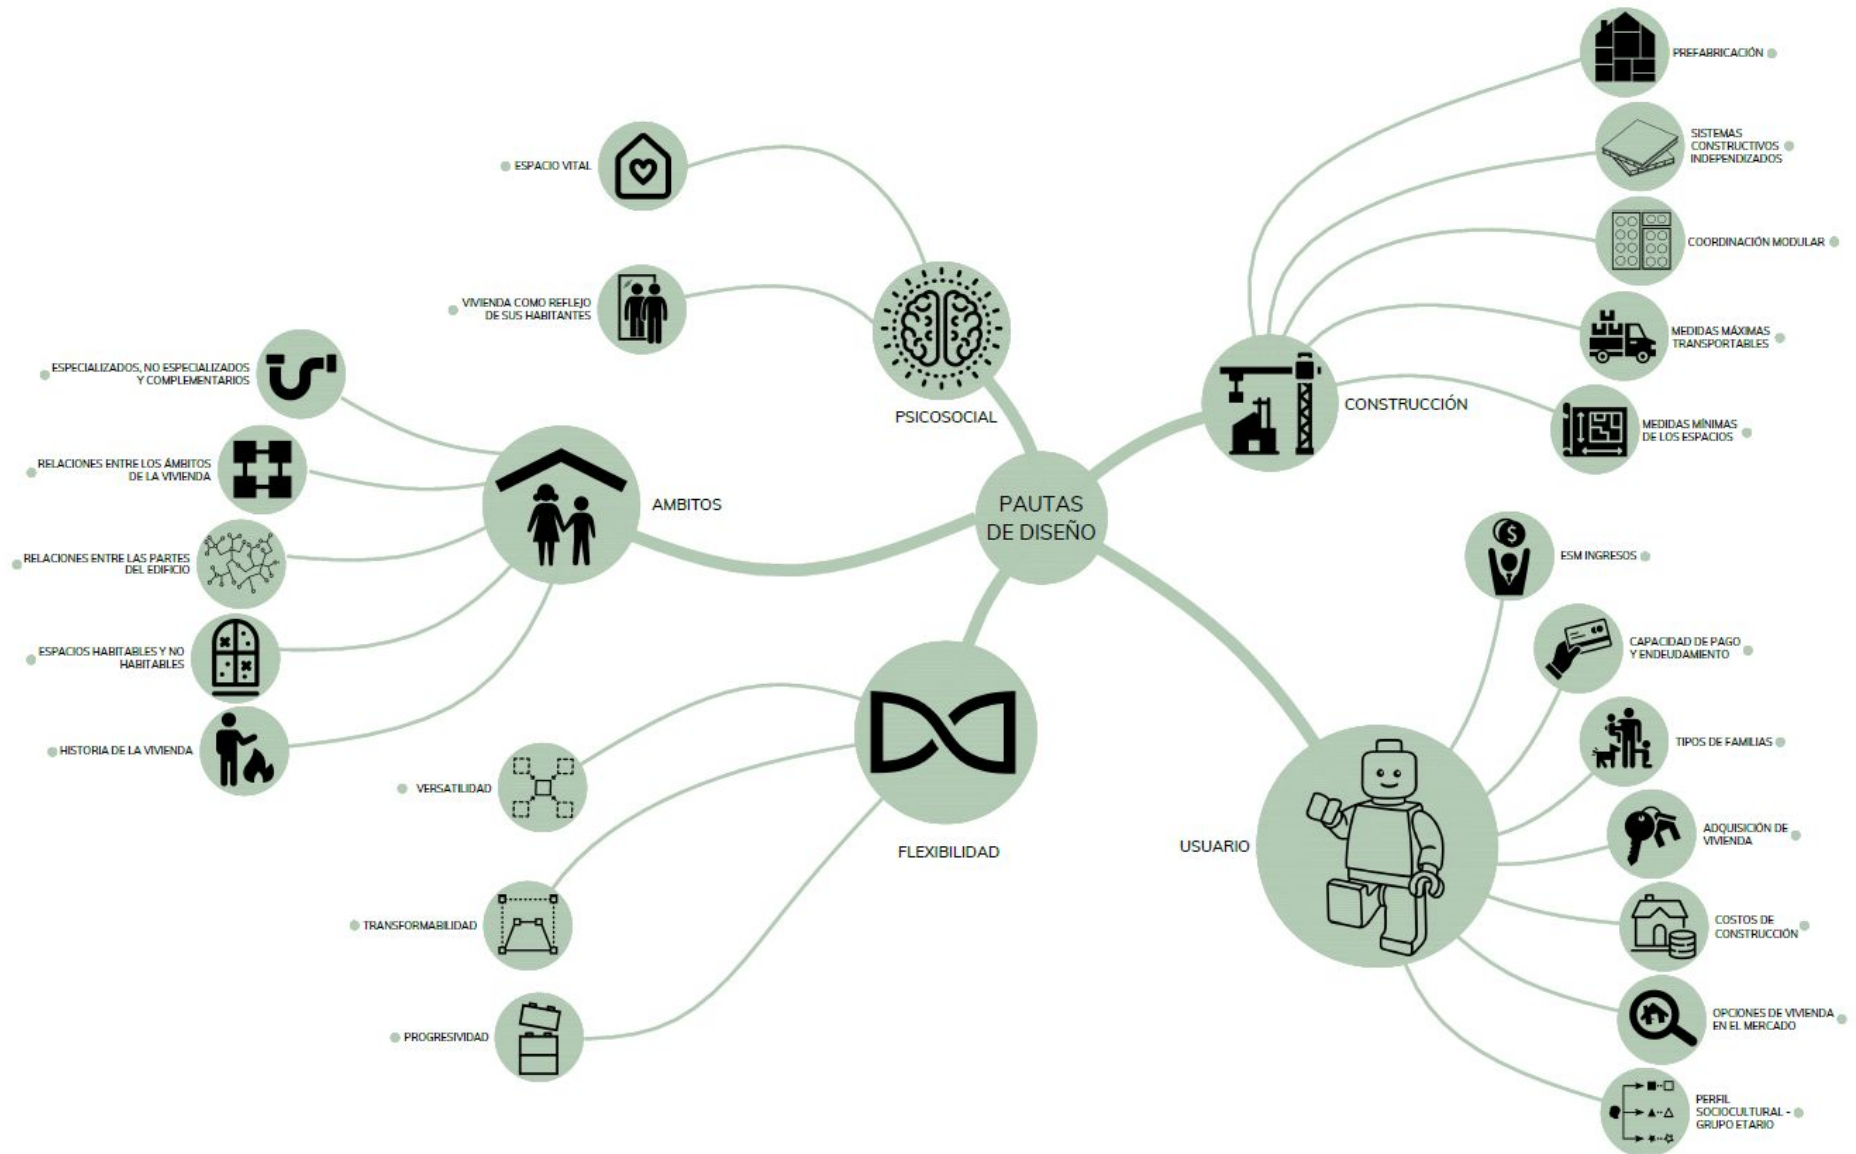 PAUTAS
DE DISEÑO
PSICOSOCIAL
ESPACIO VITAL
VIVIENDA COMO REFLEJO
DE SUS HABITANTES
CONSTRUCCIÓN
PREFABRICACIÓN
SISTEMAS
CONSTRUCTIVOS
INDEPENDIZADOS
COORDINACIÓN MODULAR
MEDIDAS MÁXIMAS
TRANSPORTABLES
MEDIDAS MÍNIMAS
DE LOS ESPACIOS
AMBITOS
ESPECIALIZADOS, NO ESPECIALIZADOS
Y COMPLEMENTARIOS
RELACIONES ENTRE LOS ÁMBITOS
DE LA VIVIENDA
RELACIONES ENTRE LAS PARTES
DEL EDIFICIO
ESPACIOS HABITABLES Y NO
HABITABLES
HISTORIA DE LA VIVIENDA
FLEXIBILIDAD
VERSATILIDAD
TRANSFORMABILIDAD
PROGRESIVIDAD
USUARIO
ESM INGRESOS
$
CAPACIDAD DE PAGO
Y ENDEUDAMIENTO
TIPOS DE FAMILIAS
ADQUISICIÓN DE
VIVIENDA
COSTOS DE
CONSTRUCCIÓN
OPCIONES DE VIVIENDA
EN EL MERCADO
PERFIL
SOCIOCULTURAL -
GRUPO ETARIO